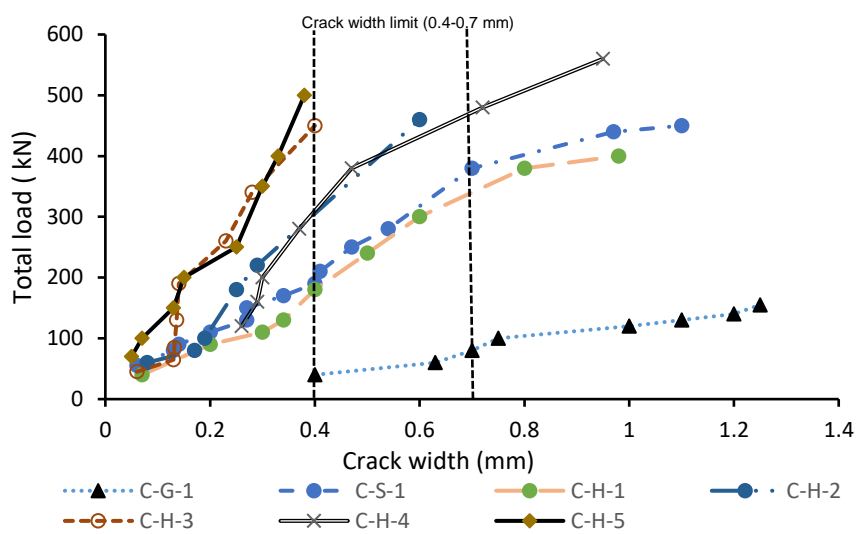 Crack width limit (0.4-0.7 mm)
600
500
400
300
200
100
0
Total load ( kN)
0 0.2 0.4 0.6 0.8 1 1.2 1.4
Crack width (mm)
C-G-1 C-S-1 C-H-1 C-H-2
C-H-3 C-H-4 C-H-5